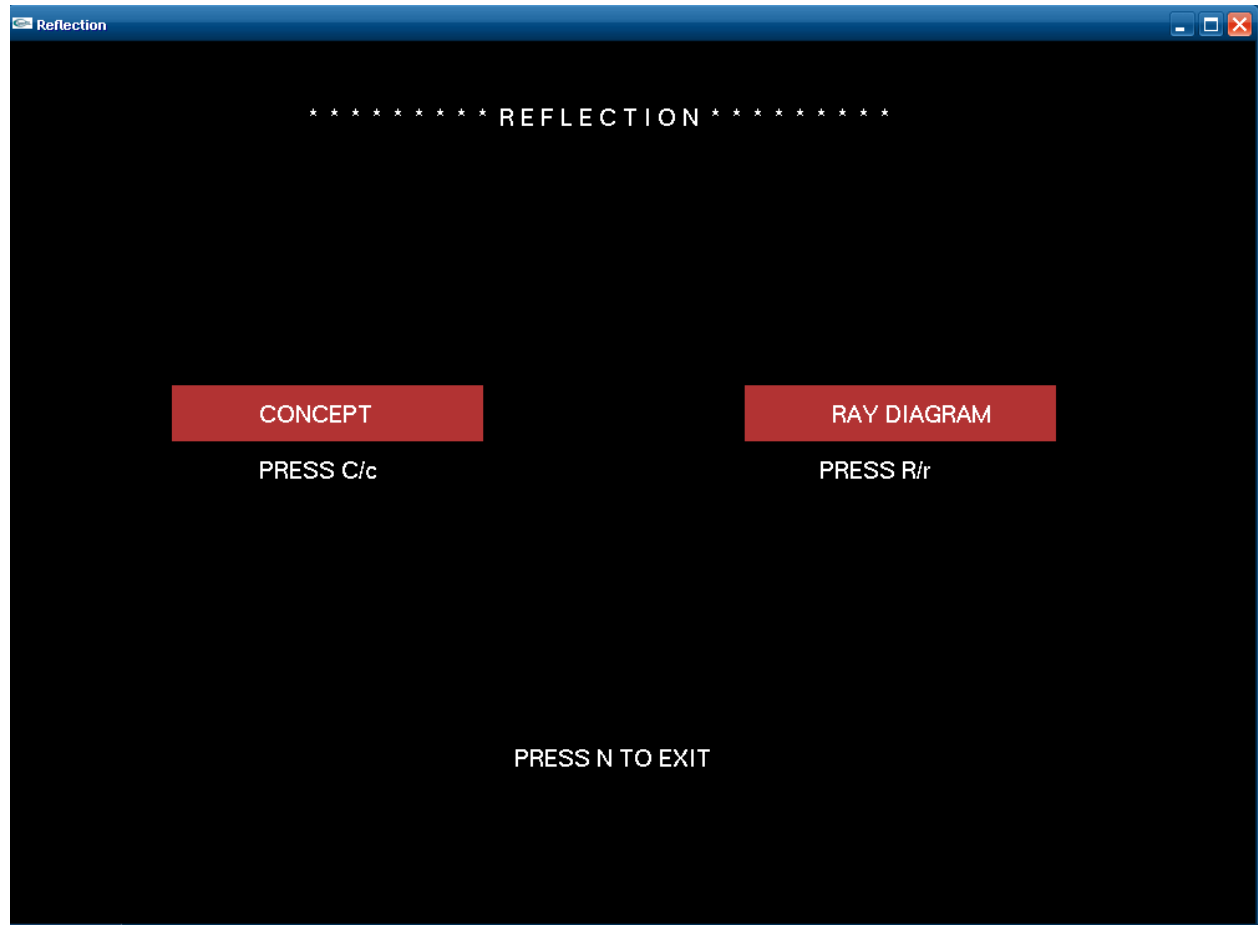 Reflection
* * * * * * * * * R E F L E C T I O N * * * * * * * * *
CONCEPT
RAY DIAGRAM
PRESS C/c
PRESS R/r
PRESS N TO EXIT